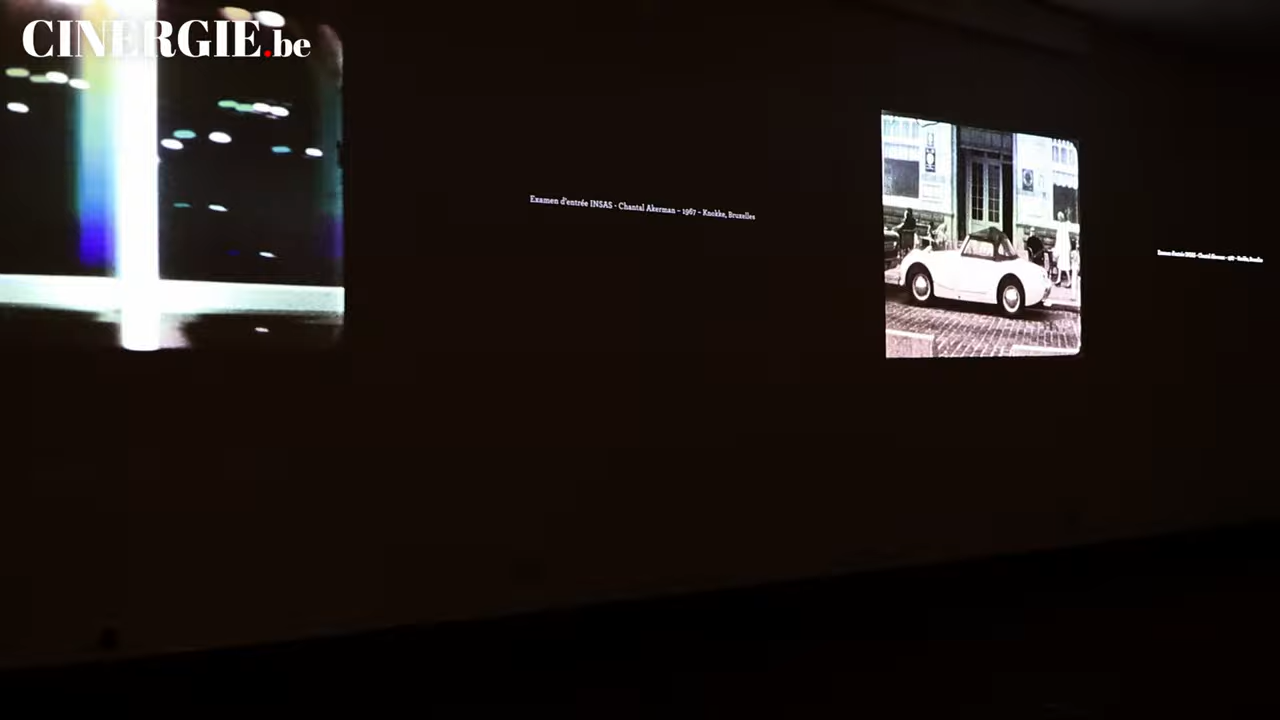 CINERGIE.be
Examen d'entrée INSAS - Chantal Akerman – 1967 – Knokke, Bruxelles